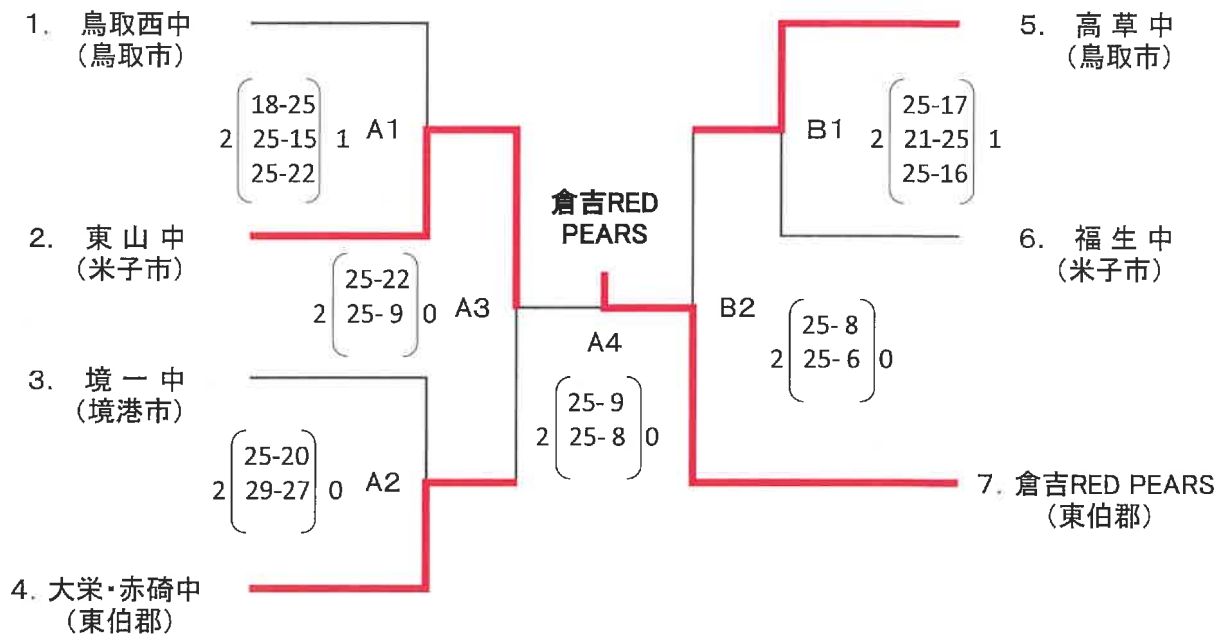 1. 鳥取西中
(鳥取市)
18-25
2 25-15 1
25-22
A1
2. 東 山 中
(米子市)
25-22
2 25- 9 0
A3
3. 境 一 中
(境港市)
25-20
2 29-27 0
A2
4. 大栄・赤碕中
(東伯郡)
倉吉RED
PEARS
A4
25- 9
2 25- 8 0
5. 高 草 中
(鳥取市)
B1
25-17
2 21-25 1
25-16
6. 福 生 中
(米子市)
B2
25- 8
2 25- 6 0
7. 倉吉RED PEARS
(東伯郡)